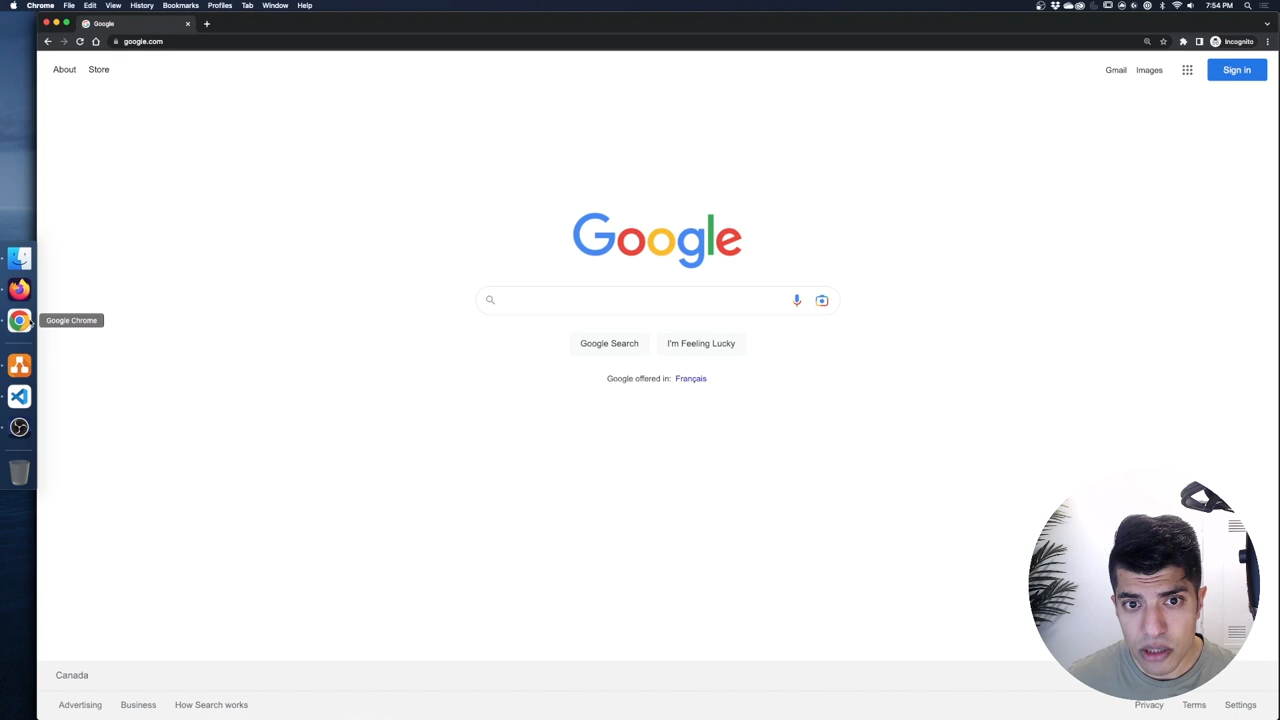 Chrome File Edit View History Bookmarks Profiles Tab Window Help 7:54 PM
Google
google.com Incognito
About Store Gmail Images Sign in
Google
Google Chrome
Google Search I'm Feeling Lucky
Google offered in: Français
Canada
Advertising Business How Search works Privacy Terms Settings